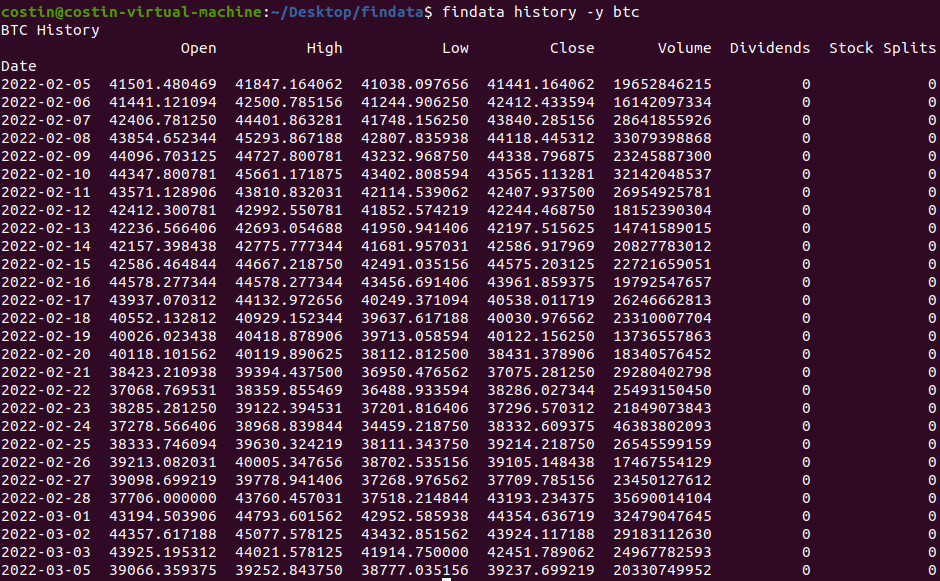 costin@costin-virtual-machine:~/Desktop/findata$ findata history -y btc
BTC History
Open High Low Close Volume Dividends Stock Splits
Date
2022-02-05 41501.480469 41847.164062 41038.097656 41441.164062 19652846215 0 0
2022-02-06 41441.121094 42500.785156 41244.906250 42412.433594 16142097334 0 0
2022-02-07 42406.781250 44401.863281 41748.156250 43840.285156 28641855926 0 0
2022-02-08 43854.652344 45293.867188 42807.835938 44118.445312 33079398868 0 0
2022-02-09 44096.703125 44727.800781 43232.968750 44338.796875 23245887300 0 0
2022-02-10 44347.800781 45661.171875 43402.808594 43565.113281 32142048537 0 0
2022-02-11 43571.128906 43810.832031 42114.539062 42407.937500 26954925781 0 0
2022-02-12 42412.300781 42992.550781 41852.574219 42244.468750 18152390304 0 0
2022-02-13 42236.566406 42693.054688 41950.941406 42197.515625 14741589015 0 0
2022-02-14 42157.398438 42775.777344 41681.957031 42586.917969 20827783012 0 0
2022-02-15 42586.464844 44667.218750 42491.035156 44575.203125 22721659051 0 0
2022-02-16 44578.277344 44578.277344 43456.691406 43961.859375 19792547657 0 0
2022-02-17 43937.070312 44132.972656 40249.371094 40538.011719 26246662813 0 0
2022-02-18 40552.132812 40929.152344 39637.617188 40030.976562 23310007704 0 0
2022-02-19 40026.023438 40418.878906 39713.058594 40122.156250 13736557863 0 0
2022-02-20 40118.101562 40119.890625 38112.812500 38431.378906 18340576452 0 0
2022-02-21 38423.210938 39394.437500 36950.476562 37075.281250 29280402798 0 0
2022-02-22 37068.769531 38359.855469 36488.933594 38286.027344 25493150450 0 0
2022-02-23 38285.281250 39122.394531 37201.816406 37296.570312 21849073843 0 0
2022-02-24 37278.566406 38968.839844 34459.218750 38332.609375 46383802093 0 0
2022-02-25 38333.746094 39630.324219 38111.343750 39214.218750 26545599159 0 0
2022-02-26 39213.082031 40005.347656 38702.535156 39105.148438 17467554129 0 0
2022-02-27 39098.699219 39778.941406 37268.976562 37709.785156 23450127612 0 0
2022-02-28 37706.000000 43760.457031 37518.214844 43193.234375 35690014104 0 0
2022-03-01 43194.503906 44793.601562 42952.585938 44354.636719 32479047645 0 0
2022-03-02 44357.617188 45077.578125 43432.851562 43924.117188 29183112630 0 0
2022-03-03 43925.195312 44021.578125 41914.750000 42451.789062 24967782593 0 0
2022-03-05 39066.359375 39252.843750 38777.035156 39237.699219 20330749952 0 0